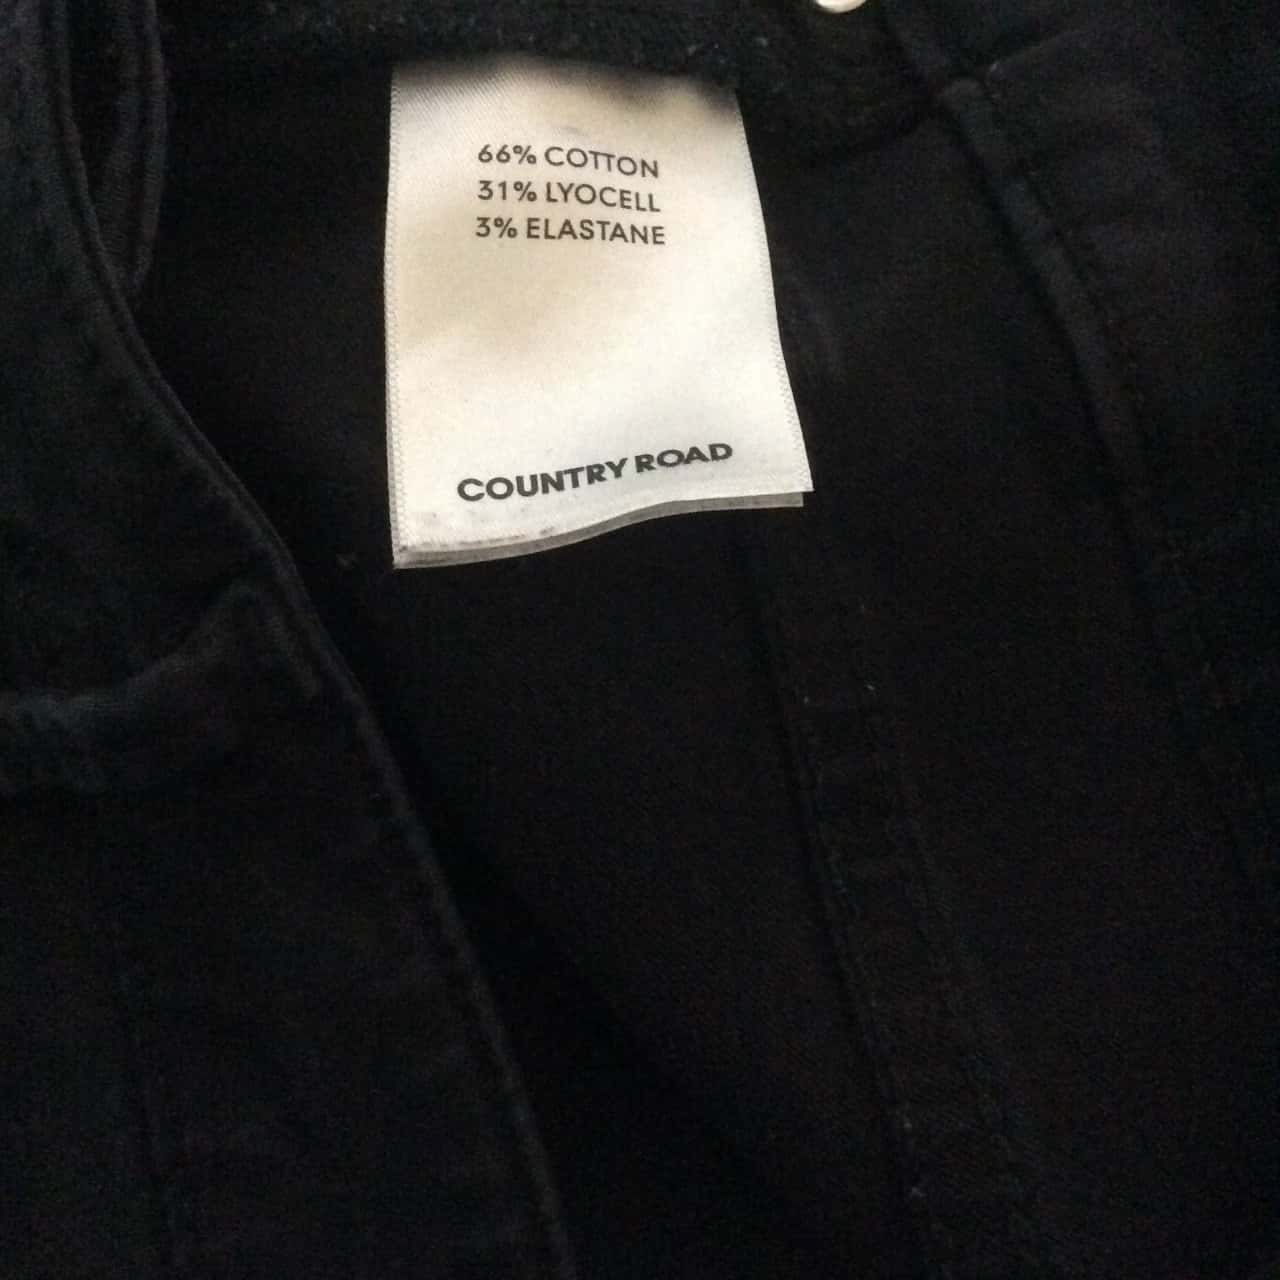 66% COTTON
31% LYOCELL
3% ELASTANE
COUNTRY ROAD